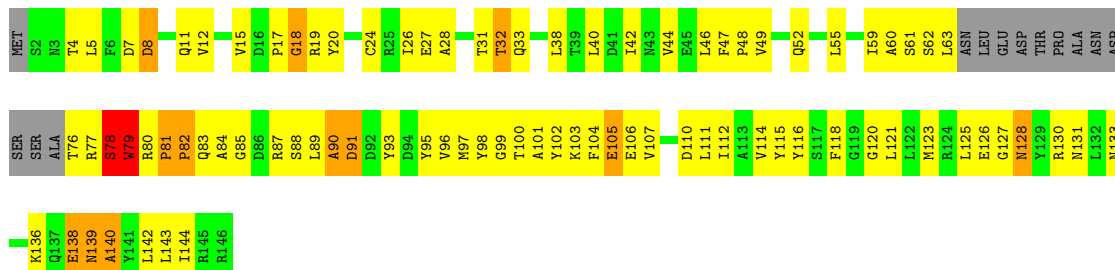 MET S2 N3 T4 L5 F6 D7 D8 Q11 V12 V15 D16 P17 G18 R19 Y20 C24 R25 I26 E27 A28 T31 T32 Q33 L38 T39 L40 D41 I42 N43 V44 E45 L46 F47 P48 V49 Q52 L55 I59 A60 S61 S62 L63 ASN LEU GLU ASP THR PRO ALA ASN ASP
SER SER ALA T76 R77 S78 W79 R80 P81 P82 Q83 A84 G85 D86 R87 S88 L89 A90 D91 D92 Y93 D94 Y95 V96 M97 Y98 G99 T100 A101 Y102 K103 F104 E105 E106 V107 D110 L111 I112 A113 V114 Y115 Y116 S117 F118 G119 G120 L121 L122 M123 R124 L125 E126 G127 N128 Y129 R130 N131 L132 N133
K136 Q137 E138 N139 A140 Y141 L142 L143 I144 R145 R146